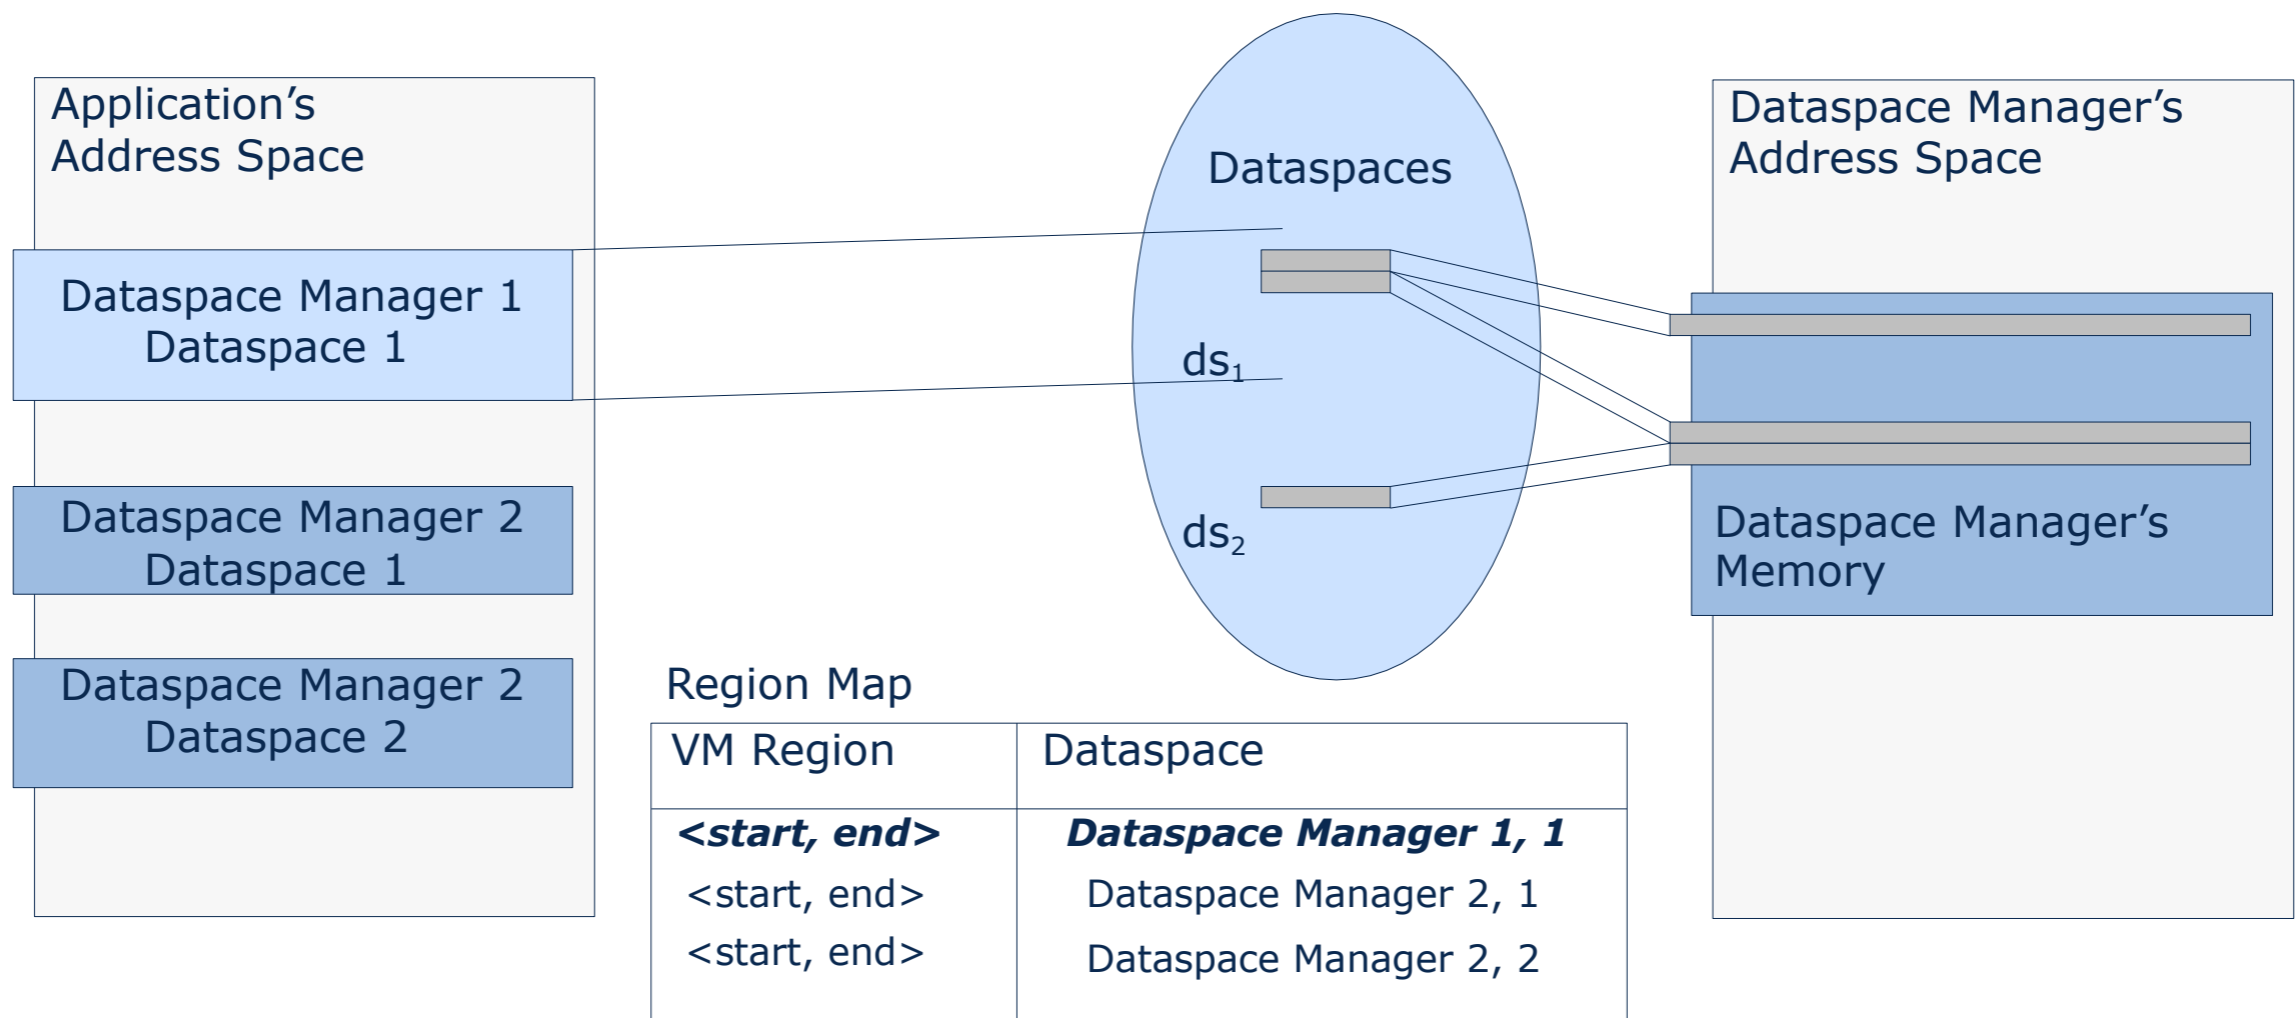 Application’s
Address Space
Dataspace Manager 1
Dataspace 1
Dataspace Manager 2
Dataspace 1
Dataspace Manager 2
Dataspace 2
Dataspaces
ds₁
ds₂
Dataspace Manager’s
Address Space
Dataspace Manager’s
Memory
Region Map
VM Region Dataspace
<start, end> Dataspace Manager 1, 1
<start, end> Dataspace Manager 2, 1
<start, end> Dataspace Manager 2, 2